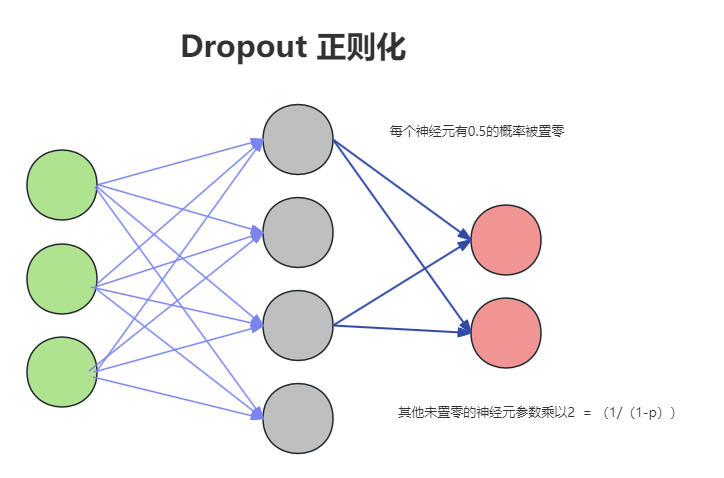 Dropout 正则化
每个神经元有0.5的概率被置零
其他未置零的神经元参数乘以2 = （1/（1-p））